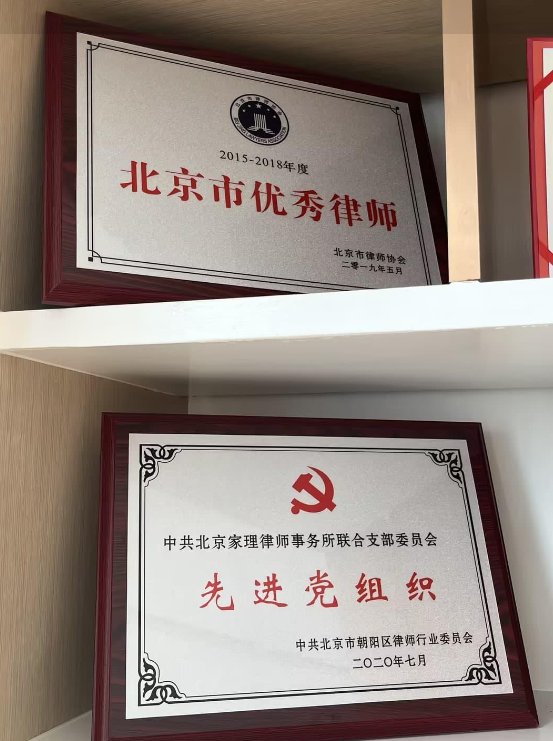 2015-2018年度
北京市优秀律师
北京市律师协会
二零一九年五月
中共北京家理律师事务所联合支部委员会
先进党组织
中共北京市朝阳区律师行业委员会
二〇二〇年七月